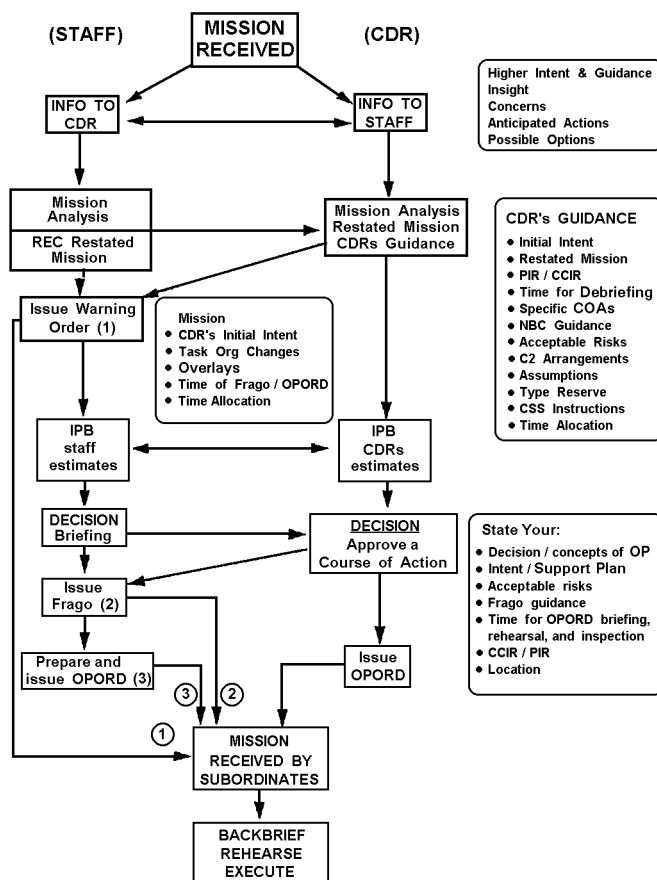 (STAFF)
MISSION
RECEIVED
(CDR)
INFO TO
CDR
INFO TO
STAFF
Higher Intent & Guidance
Insight
Concerns
Anticipated Actions
Possible Options
Mission
Analysis
REC Restated
Mission
Mission Analysis
Restated Mission
CDRs Guidance
CDR's GUIDANCE
• Initial Intent
• Restated Mission
• PIR / CCIR
• Time for Debriefing
• Specific COAs
• NBC Guidance
• Acceptable Risks
• C2 Arrangements
• Assumptions
• Type Reserve
• CSS Instructions
• Time Alocation
Issue Warning
Order (1)
Mission
• CDR's Initial Intent
• Task Org Changes
• Overlays
• Time of Frago / OPORD
• Time Allocation
IPB
staff
estimates
IPB
CDRs
estimates
DECISION
Briefing
DECISION
Approve a
Course of Action
State Your:
• Decision / concepts of OP
• Intent / Support Plan
• Acceptable risks
• Frago guidance
• Time for OPORD briefing,
rehearsal, and inspection
• CCIR / PIR
• Location
Issue
Frago (2)
Prepare and
issue OPORD (3)
Issue
OPORD
3
2
1
MISSION
RECEIVED BY
SUBORDINATES
BACKBRIEF
REHEARSE
EXECUTE